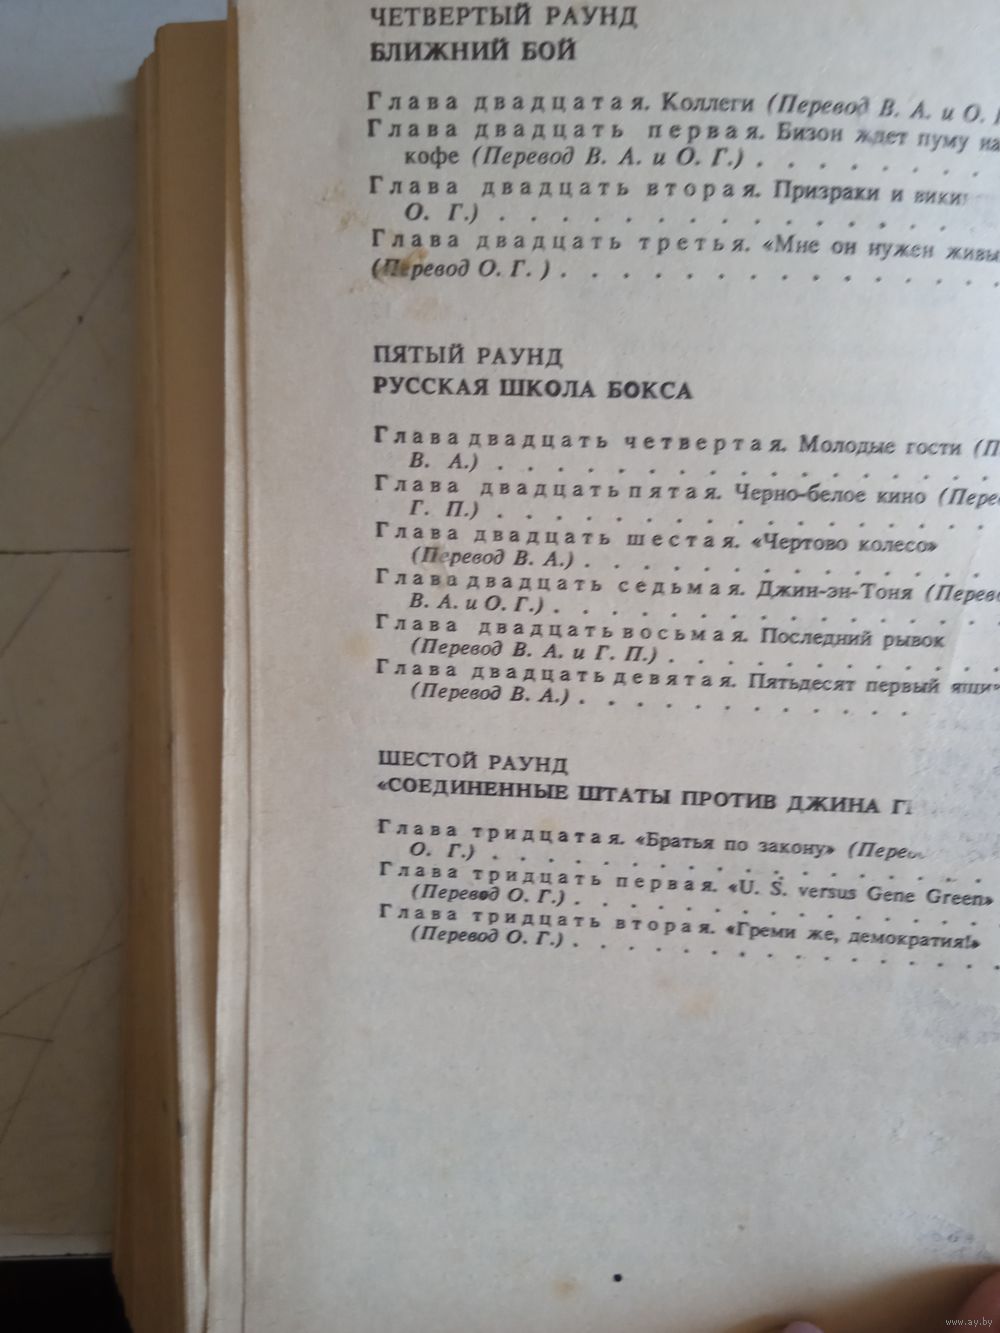 ЧЕТВЕРТЫЙ РАУНД
БЛИЖНИЙ БОЙ
Глава двадцатая. Коллеги (Перевод В. А. и О.
Глава двадцать первая. Бизон ждет пуму на
кофе (Перевод В. А. и О. Г.) . . . . . . . .
Глава двадцать вторая. Призраки и
О. Г.) . . . . . . . . . . . . . . .
Глава двадцать третья. «Мне он нужен
(Перевод О. Г. ) . . . . . . . . . . . . . . .
ПЯТЫЙ РАУНД
РУССКАЯ ШКОЛА БОКСА
Глава двадцать четвертая. Молодые гости
В. А.) . . . . . . . . . . . . . . . . .
Глава двадцать пятая. Черно-белое кино
Г. П.) . . . . . . . . . . . . . . . . .
Глава двадцать шестая. «Чертово колесо»
(Перевод В. А.) . . . . . . . . . . . . . .
Глава двадцать седьмая. Джин-эн-Тоня
В. А. и О. Г.) . . . . . . . . . . . . . . .
Глава двадцать восьмая. Последний рывок
(Перевод В. А. и Г. П.) . . . . . . . . . . .
Глава двадцать девятая. Пятьдесят первый
(Перевод В. А.) . . . . . . . . . . . .
ШЕСТОЙ РАУНД
«СОЕДИНЕННЫЕ ШТАТЫ ПРОТИВ ДЖИНА
Глава тридцатая. «Братья по закону»
О. Г.) . . . . . . . . . . . . . . . . . .
Глава тридцать первая. «U. S. versus Gene Green»
(Перевод О. Г.) . . . . . . . . . . . . . . .
Глава тридцать вторая. «Греми же, демократия!»
(Перевод О. Г.) . . . . . . . . . . . . . . .
www.ay.by